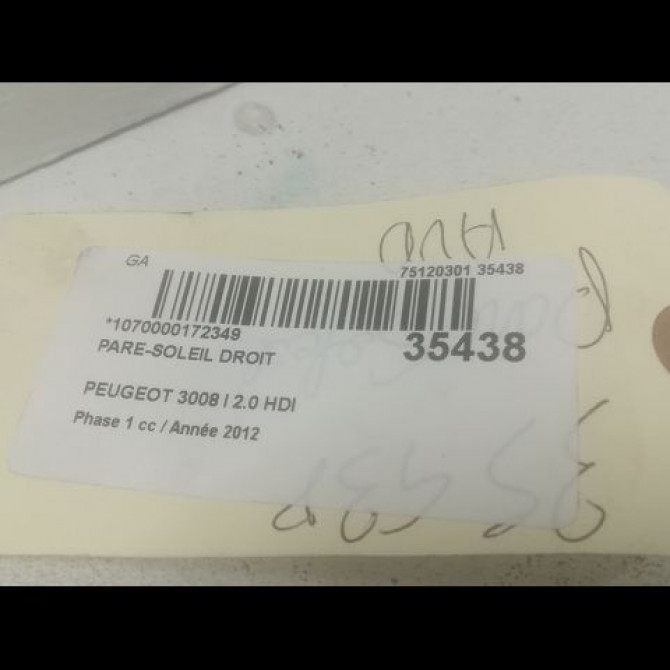 GA
75120301 35438
*1070000172349
35438
PARE-SOLEIL DROIT
PEUGEOT 3008 I 2.0 HDI
Phase 1 cc / Année 2012